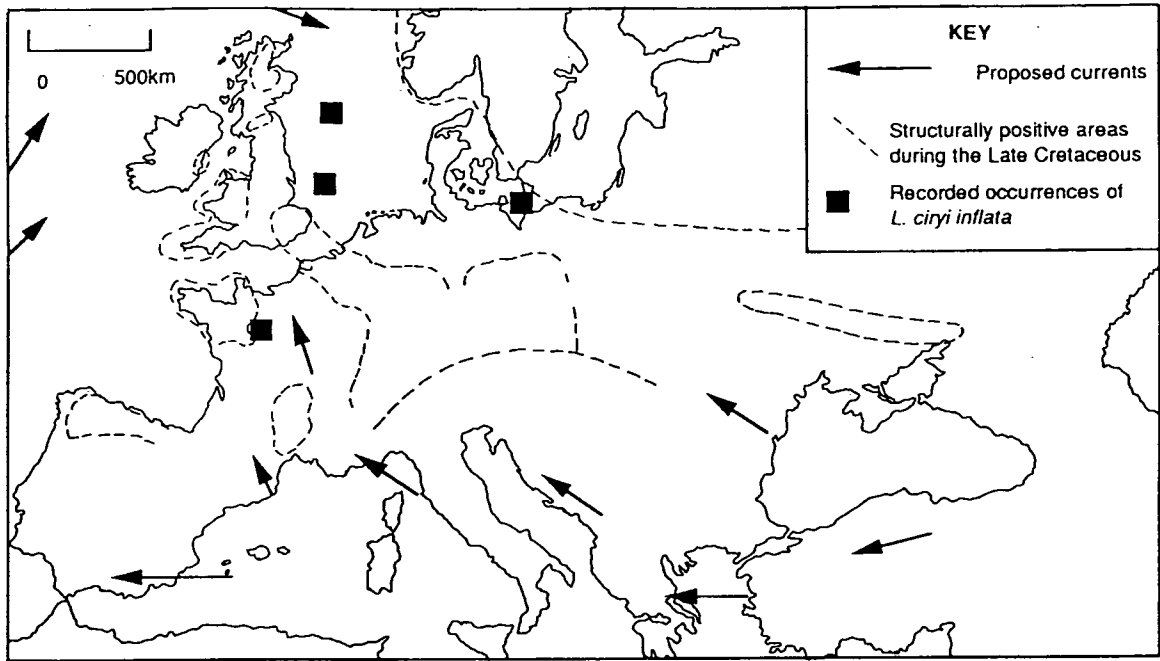 KEY
Proposed currents
Structurally positive areas
during the Late Cretaceous
Recorded occurrences of
L. ciryi inflata
0 500km